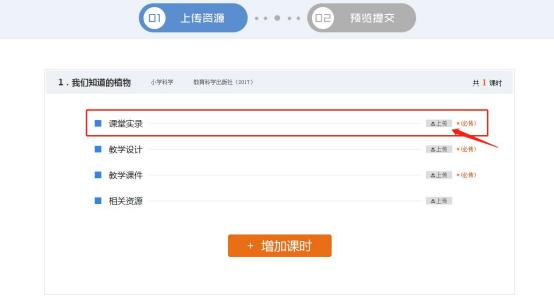 01 上传资源 02 预览提交
1．我们知道的植物 小学科学 教育科学出版社（2017） 共 1 课时
课堂实录 上传 *(必传)
教学设计 上传 *(必传)
教学课件 上传 *(必传)
相关资源 上传
+ 增加课时